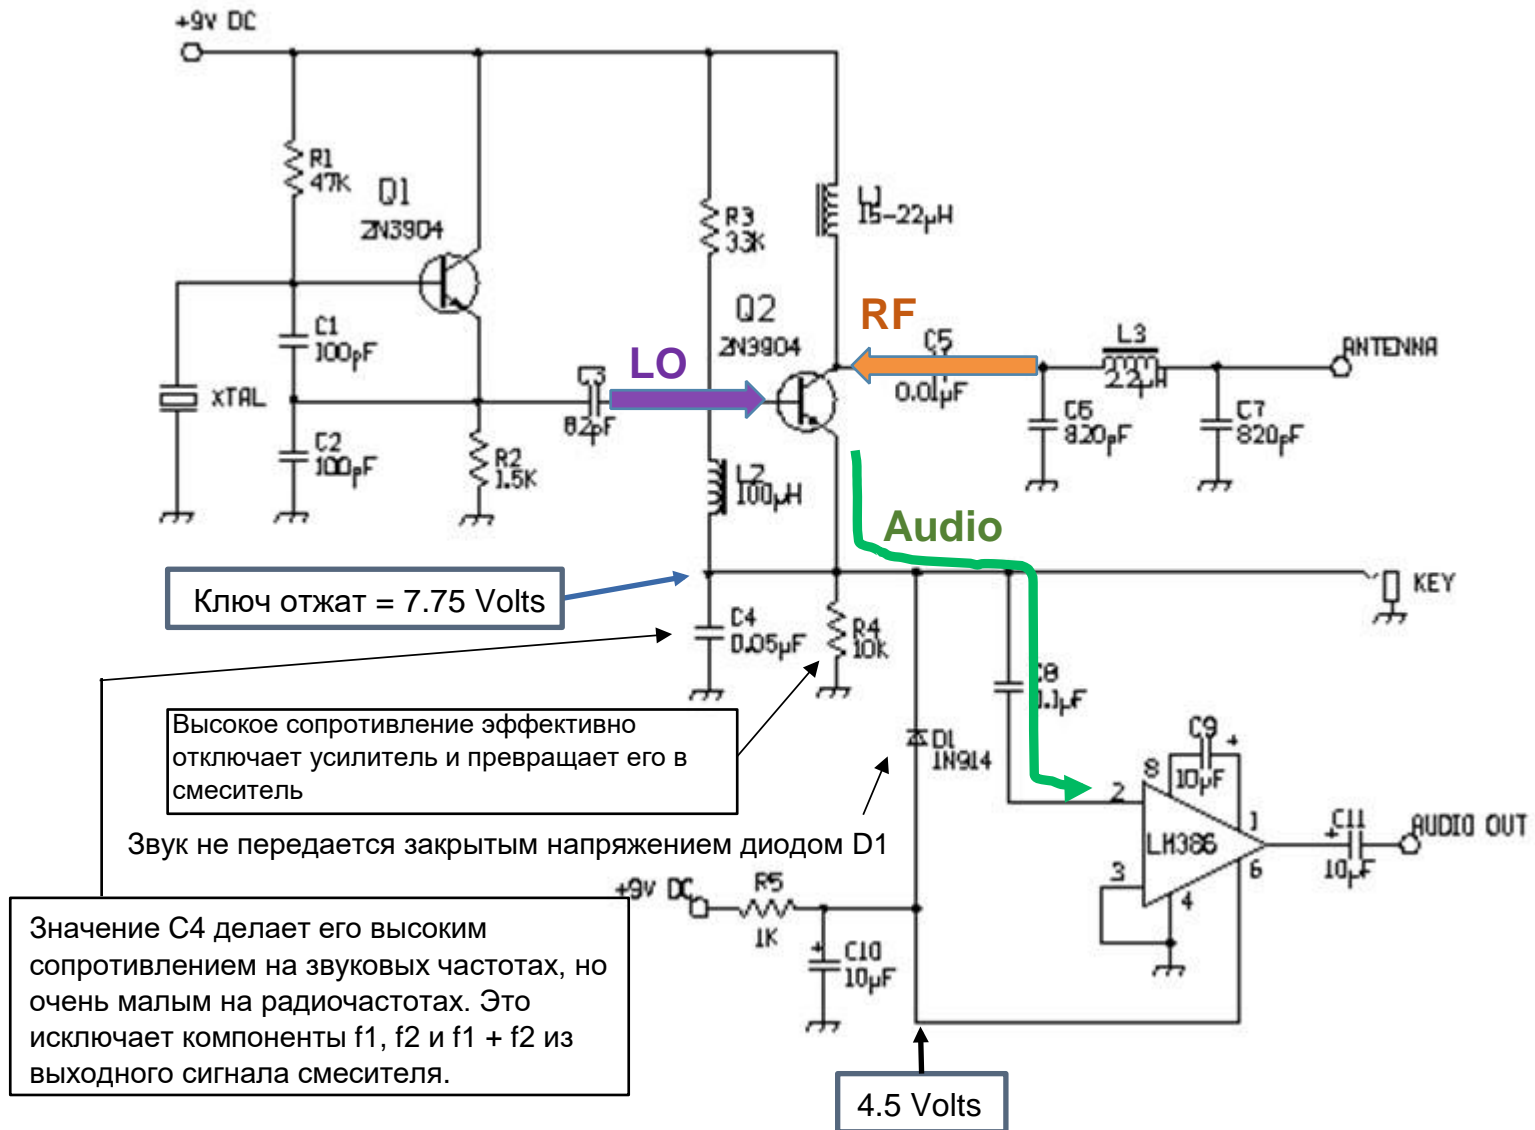 +9V DC
R1
47K
Q1
2N3904
R3
33K
L1
15-22µH
Q2
2N3904
RF
C5
0.01µF
L3
2.2µH
ANTENNA
C1
100pF
LO
C3
82pF
XTAL
C6
820pF
C7
820pF
C2
100pF
R2
1.5K
L2
100µH
Audio
Ключ отжат = 7.75 Volts
KEY
C4
0.05µF
R4
10K
C8
0.1µF
Высокое сопротивление эффективно
отключает усилитель и превращает его в
смеситель
D1
1N914
C9
+
10µF
8
2
1
Звук не передается закрытым напряжением диодом D1
LM386
3
4
6
+
C11
10µF
AUDIO OUT
+9V DC
R5
1K
+
C10
10µF
Значение C4 делает его высоким
сопротивлением на звуковых частотах, но
очень малым на радиочастотах. Это
исключает компоненты f1, f2 и f1 + f2 из
выходного сигнала смесителя.
4.5 Volts